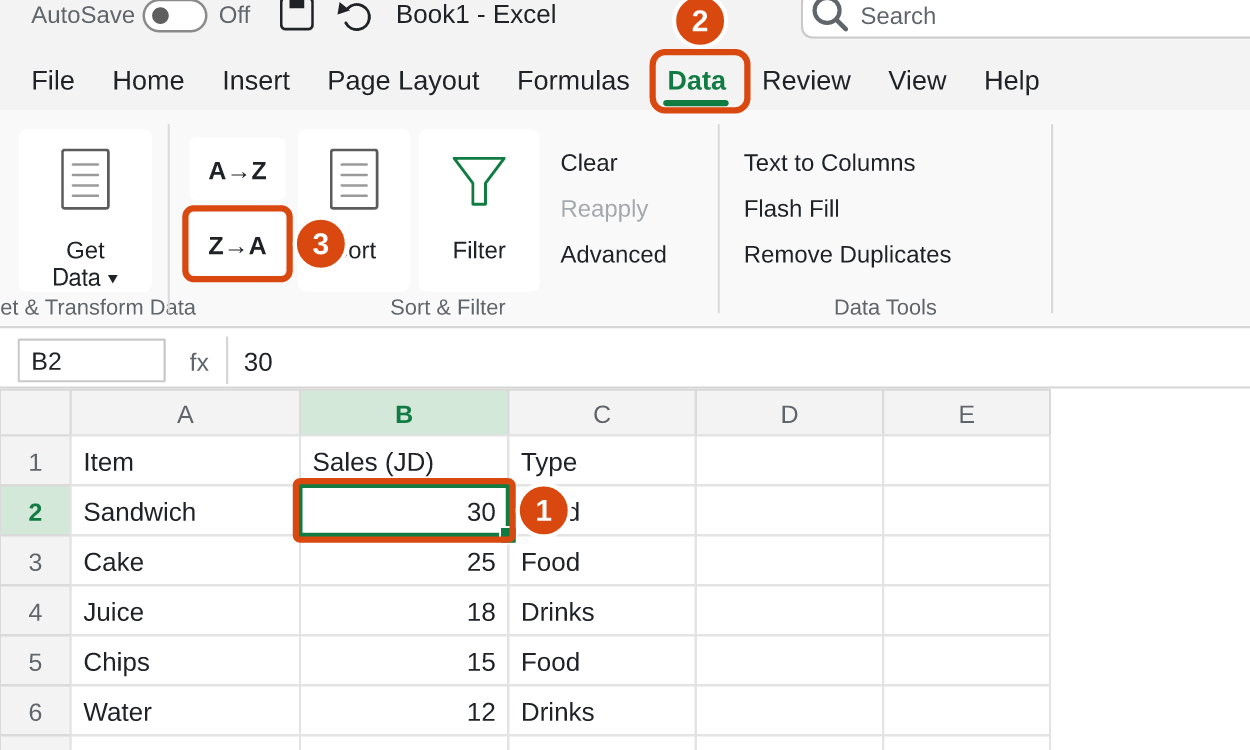 AutoSave Off Book1 - Excel Search
2
File Home Insert Page Layout Formulas Data Review View Help
A→Z
Z→A
3
Get
Data
ort
Filter
Clear
Reapply
Advanced
Text to Columns
Flash Fill
Remove Duplicates
et & Transform Data Sort & Filter Data Tools
B2 fx 30
A B C D E
1 Item Sales (JD) Type
2 Sandwich 30 1 d
3 Cake 25 Food
4 Juice 18 Drinks
5 Chips 15 Food
6 Water 12 Drinks